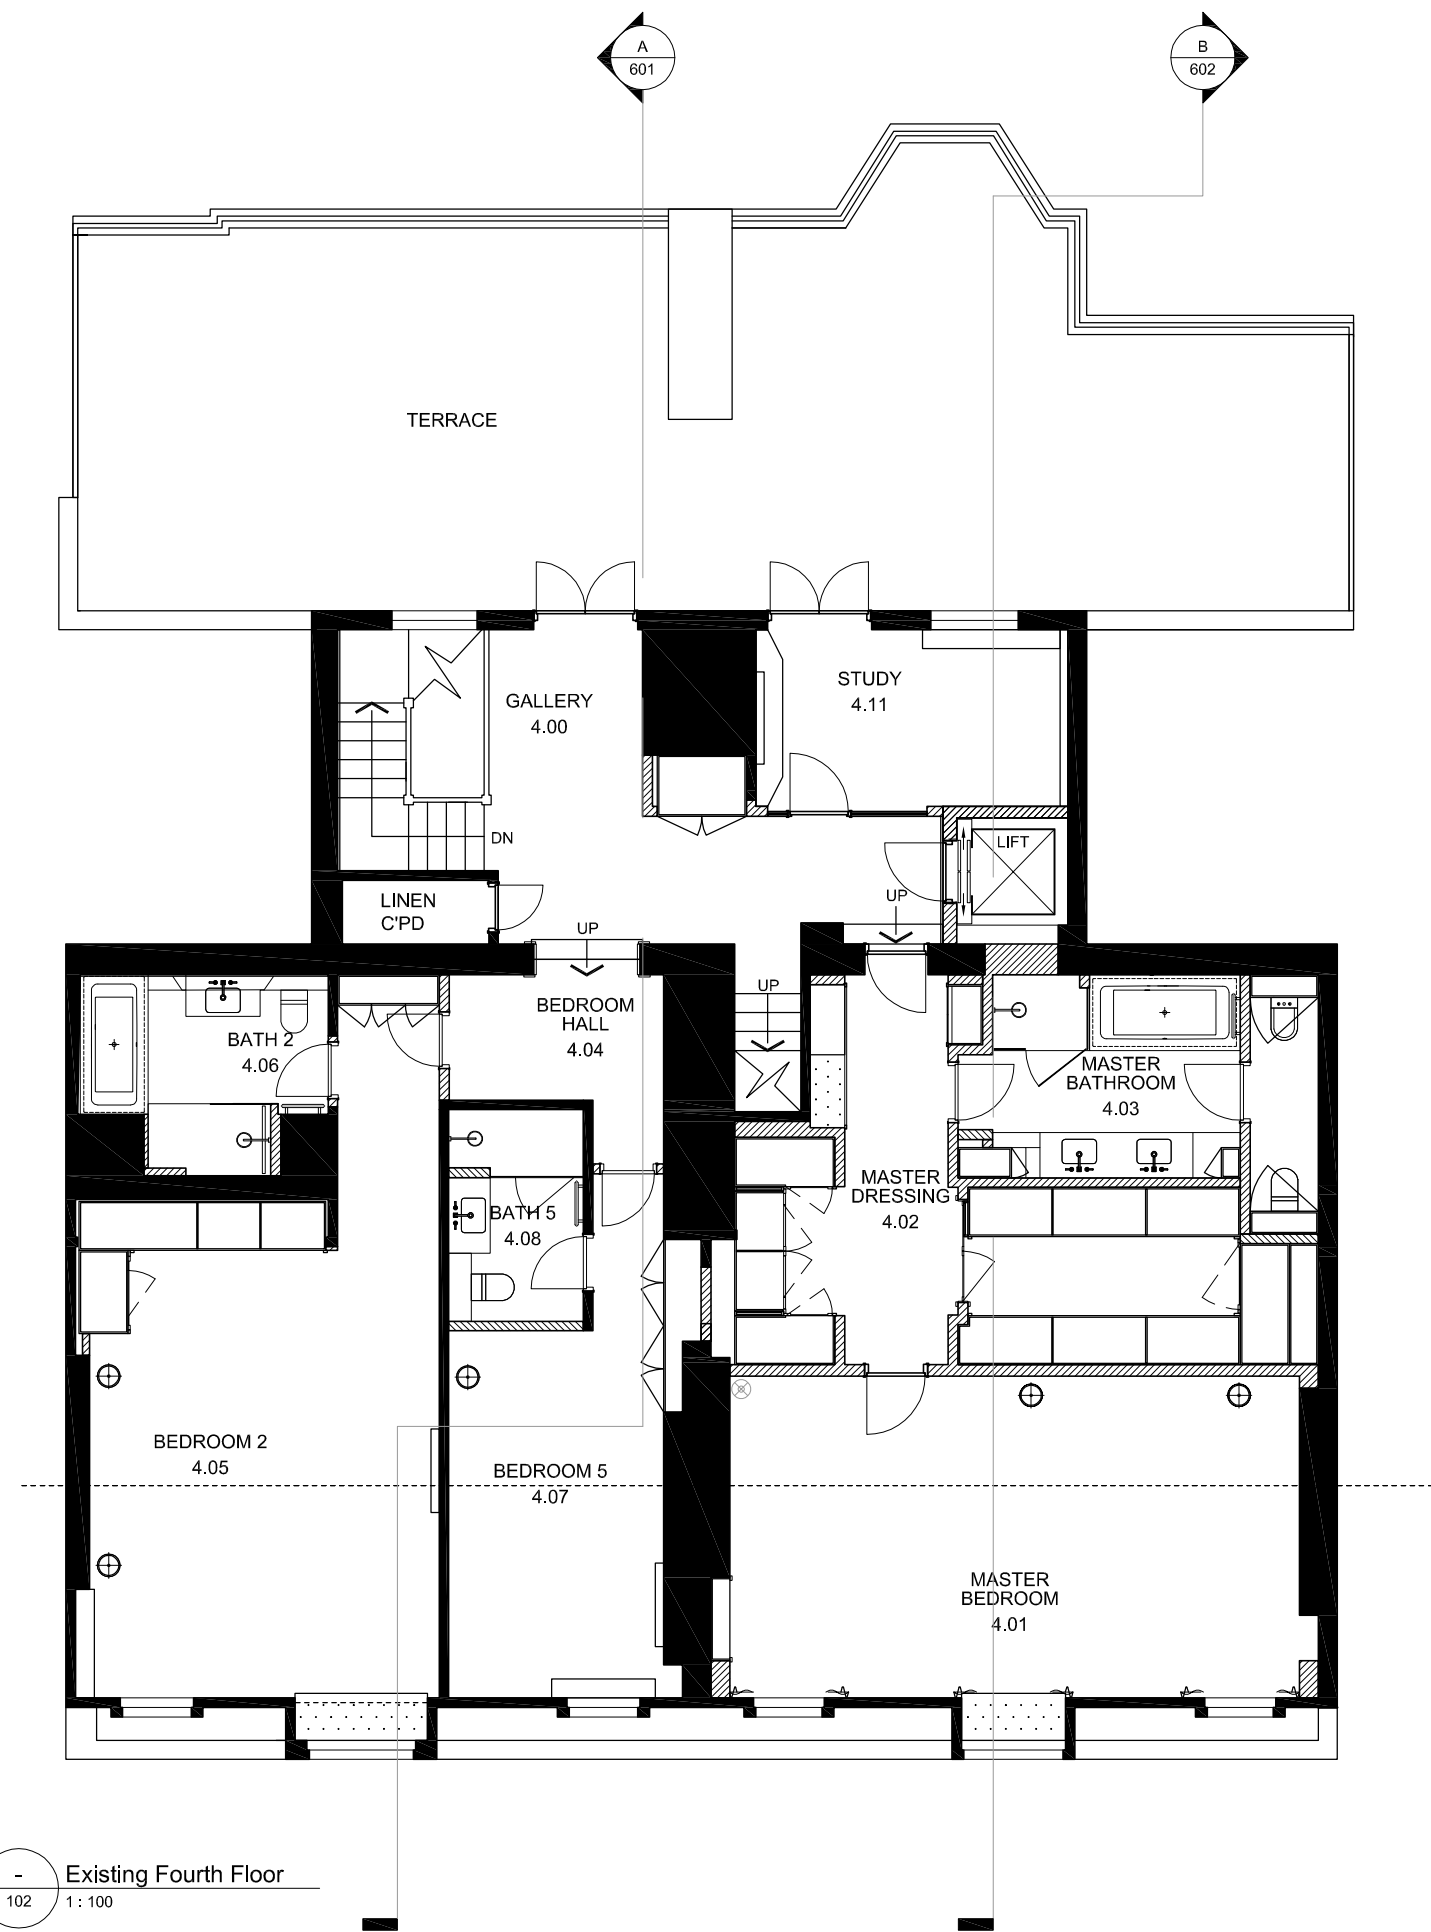 A
601
B
602
TERRACE
STUDY
4.11
GALLERY
4.00
DN
LIFT
LINEN
C'PD
UP
UP
UP
BEDROOM
HALL
4.04
BATH 2
4.06
MASTER
BATHROOM
4.03
MASTER
DRESSING
4.02
BATH 5
4.08
BEDROOM 2
4.05
BEDROOM 5
4.07
MASTER
BEDROOM
4.01
-
102
Existing Fourth Floor
1 : 100